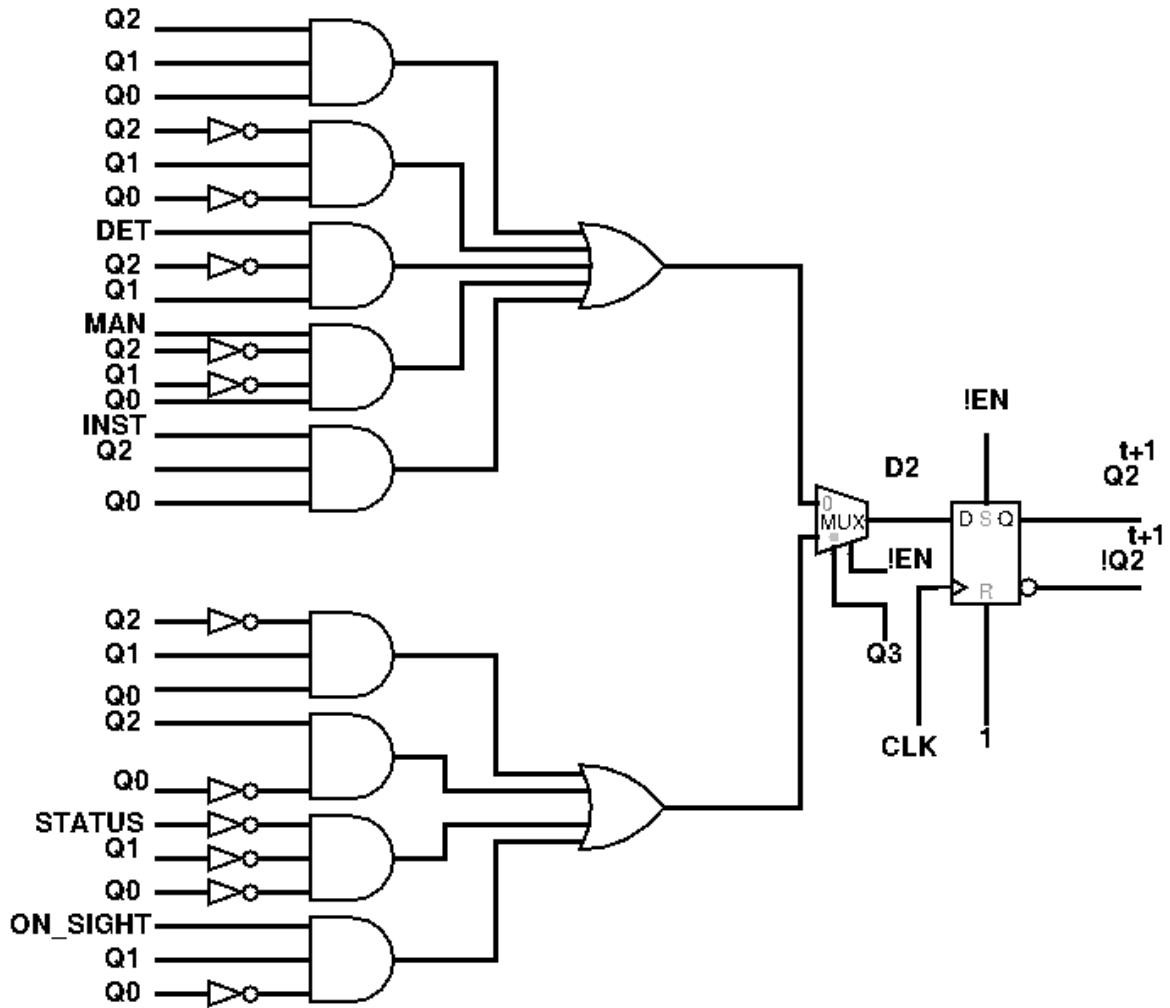 Q2
Q1
Q0
Q2
Q1
Q0
DET
Q2
Q1
MAN
Q2
Q1
Q0
INST
Q2
Q0
!EN
D2
t+1
Q2
0
MUX
D S Q
t+1
!Q2
!EN
R
Q3
CLK
1
Q2
Q1
Q0
Q2
Q0
STATUS
Q1
Q0
ON_SIGHT
Q1
Q0